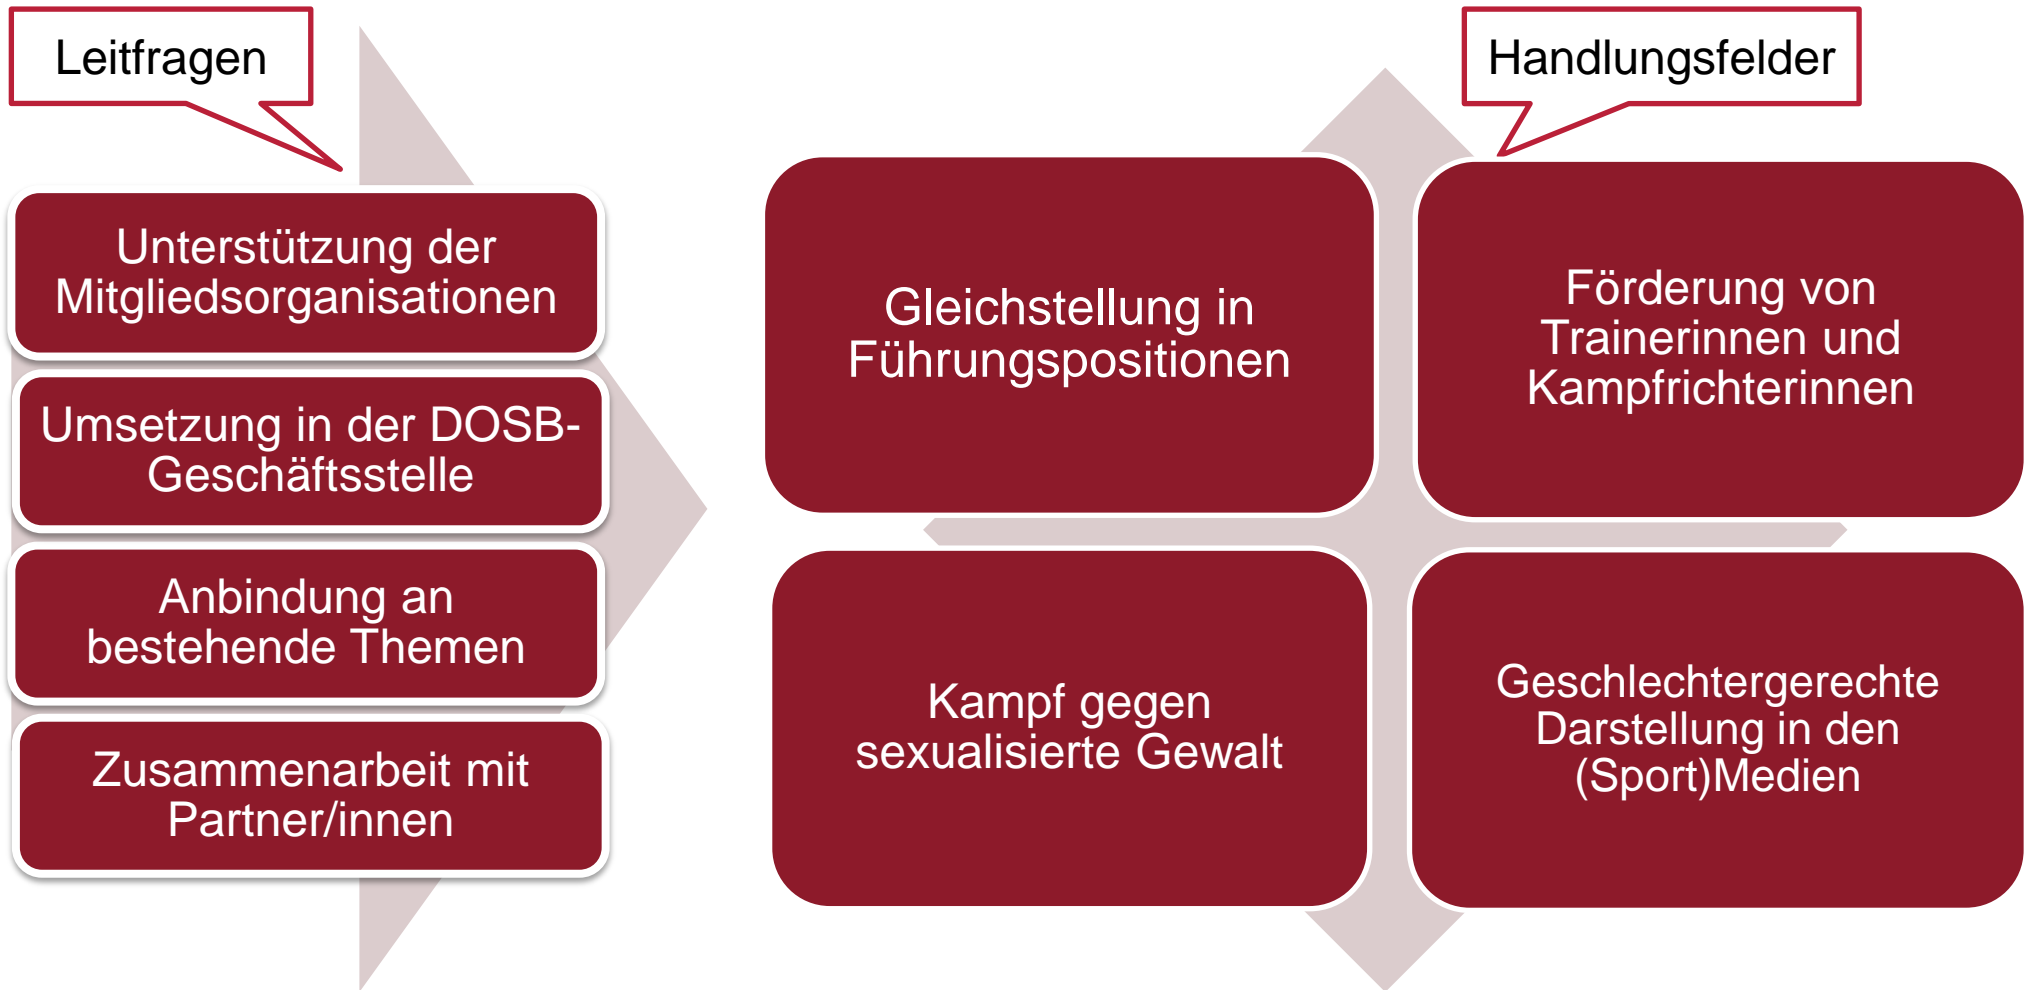 Leitfragen
Unterstützung der
Mitgliedsorganisationen
Umsetzung in der DOSB-
Geschäftsstelle
Anbindung an
bestehende Themen
Zusammenarbeit mit
Partner/innen
Handlungsfelder
Gleichstellung in
Führungspositionen
Förderung von
Trainerinnen und
Kampfrichterinnen
Kampf gegen
sexualisierte Gewalt
Geschlechtergerechte
Darstellung in den
(Sport)Medien